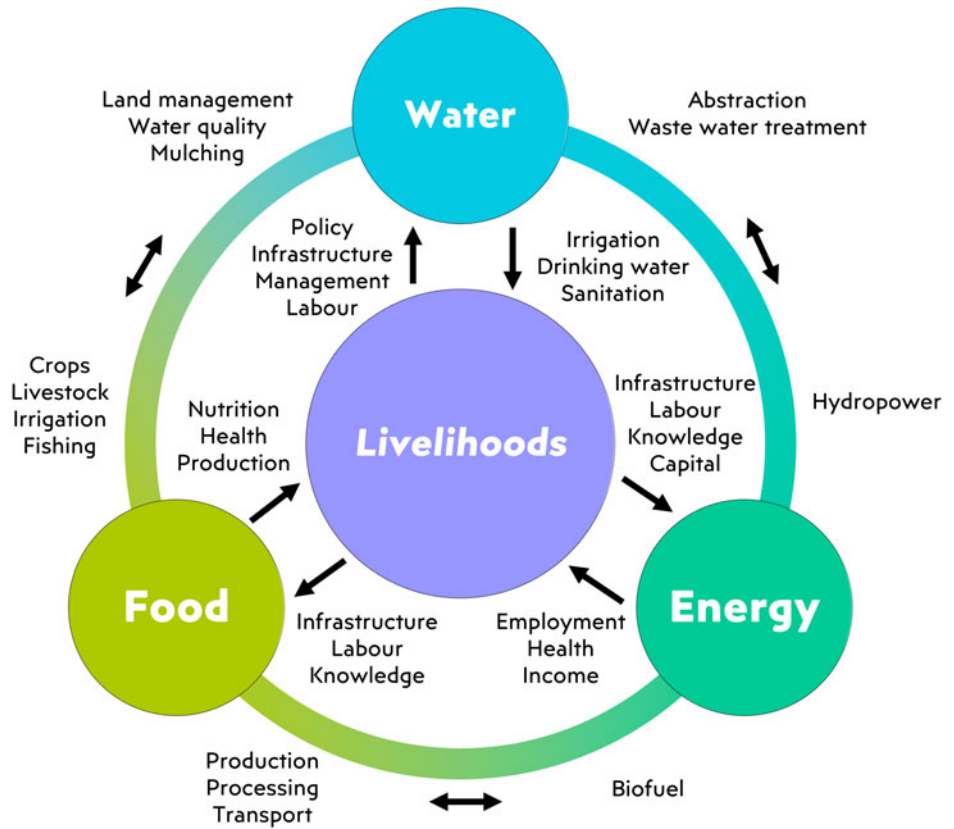 Water
Land management
Water quality
Mulching
Abstraction
Waste water treatment
Policy
Infrastructure
Management
Labour
Irrigation
Drinking water
Sanitation
Crops
Livestock
Irrigation
Fishing
Nutrition
Health
Production
Livelihoods
Infrastructure
Labour
Knowledge
Capital
Hydropower
Food
Infrastructure
Labour
Knowledge
Employment
Health
Income
Energy
Production
Processing
Transport
Biofuel